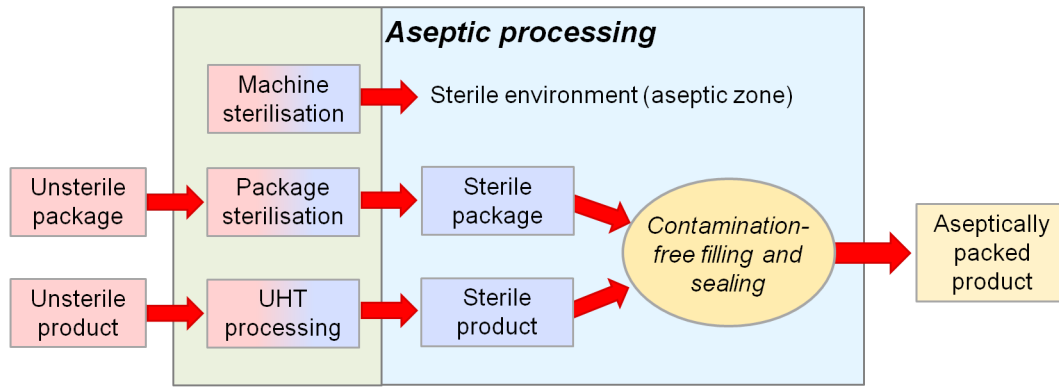 Aseptic processing
Machine
sterilisation
Sterile environment (aseptic zone)
Unsterile
package
Package
sterilisation
Sterile
package
Contamination-
free filling and
sealing
Aseptically
packed
product
Unsterile
product
UHT
processing
Sterile
product